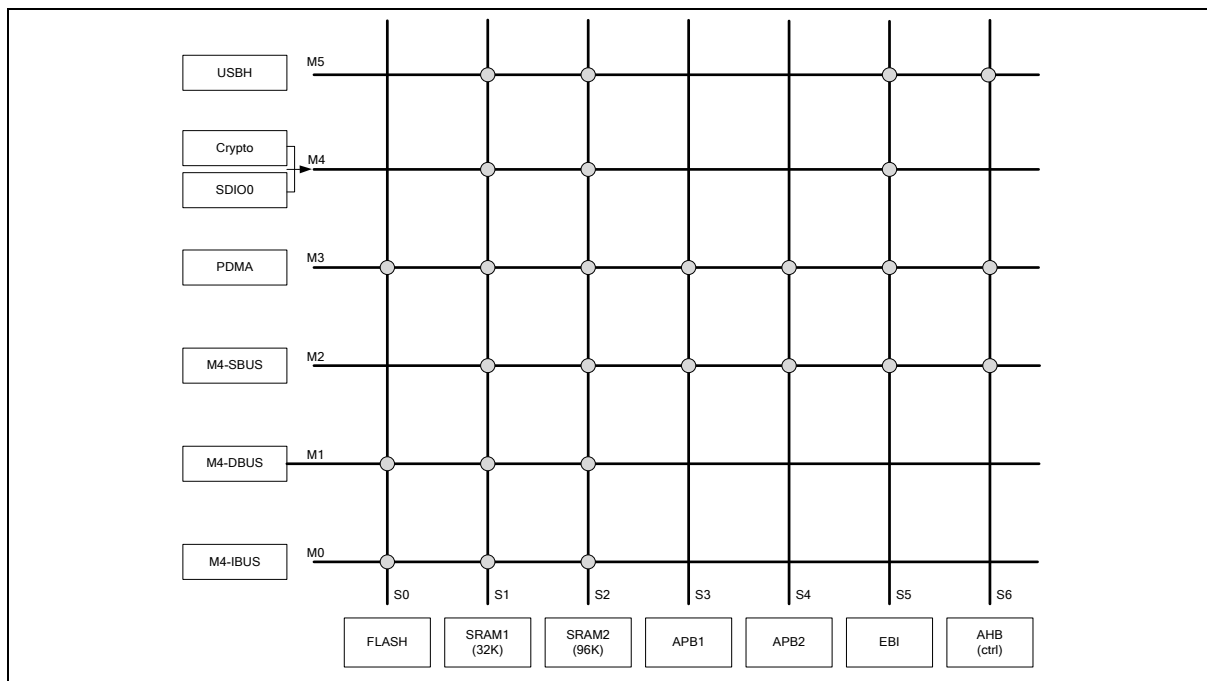 M5
USBH
Crypto
M4
SDIO0
M3
PDMA
M2
M4-SBUS
M1
M4-DBUS
M0
M4-IBUS
S0 S1 S2 S3 S4 S5 S6
FLASH
SRAM1
(32K)
SRAM2
(96K)
APB1
APB2
EBI
AHB
(ctrl)